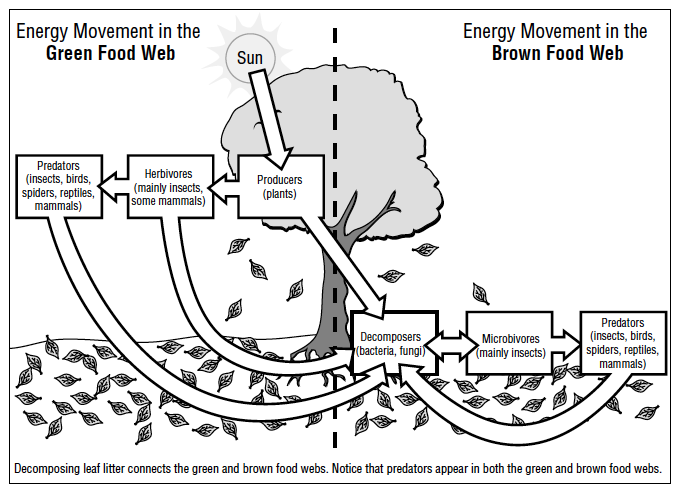 Energy Movement in the
Green Food Web
Sun
Energy Movement in the
Brown Food Web
Predators
(insects, birds,
spiders, reptiles,
mammals)
Herbivores
(mainly insects,
some mammals)
Producers
(plants)
Decomposers
(bacteria, fungi)
Microbivores
(mainly insects)
Predators
(insects, birds,
spiders, reptiles,
mammals)
Decomposing leaf litter connects the green and brown food webs. Notice that predators appear in both the green and brown food webs.